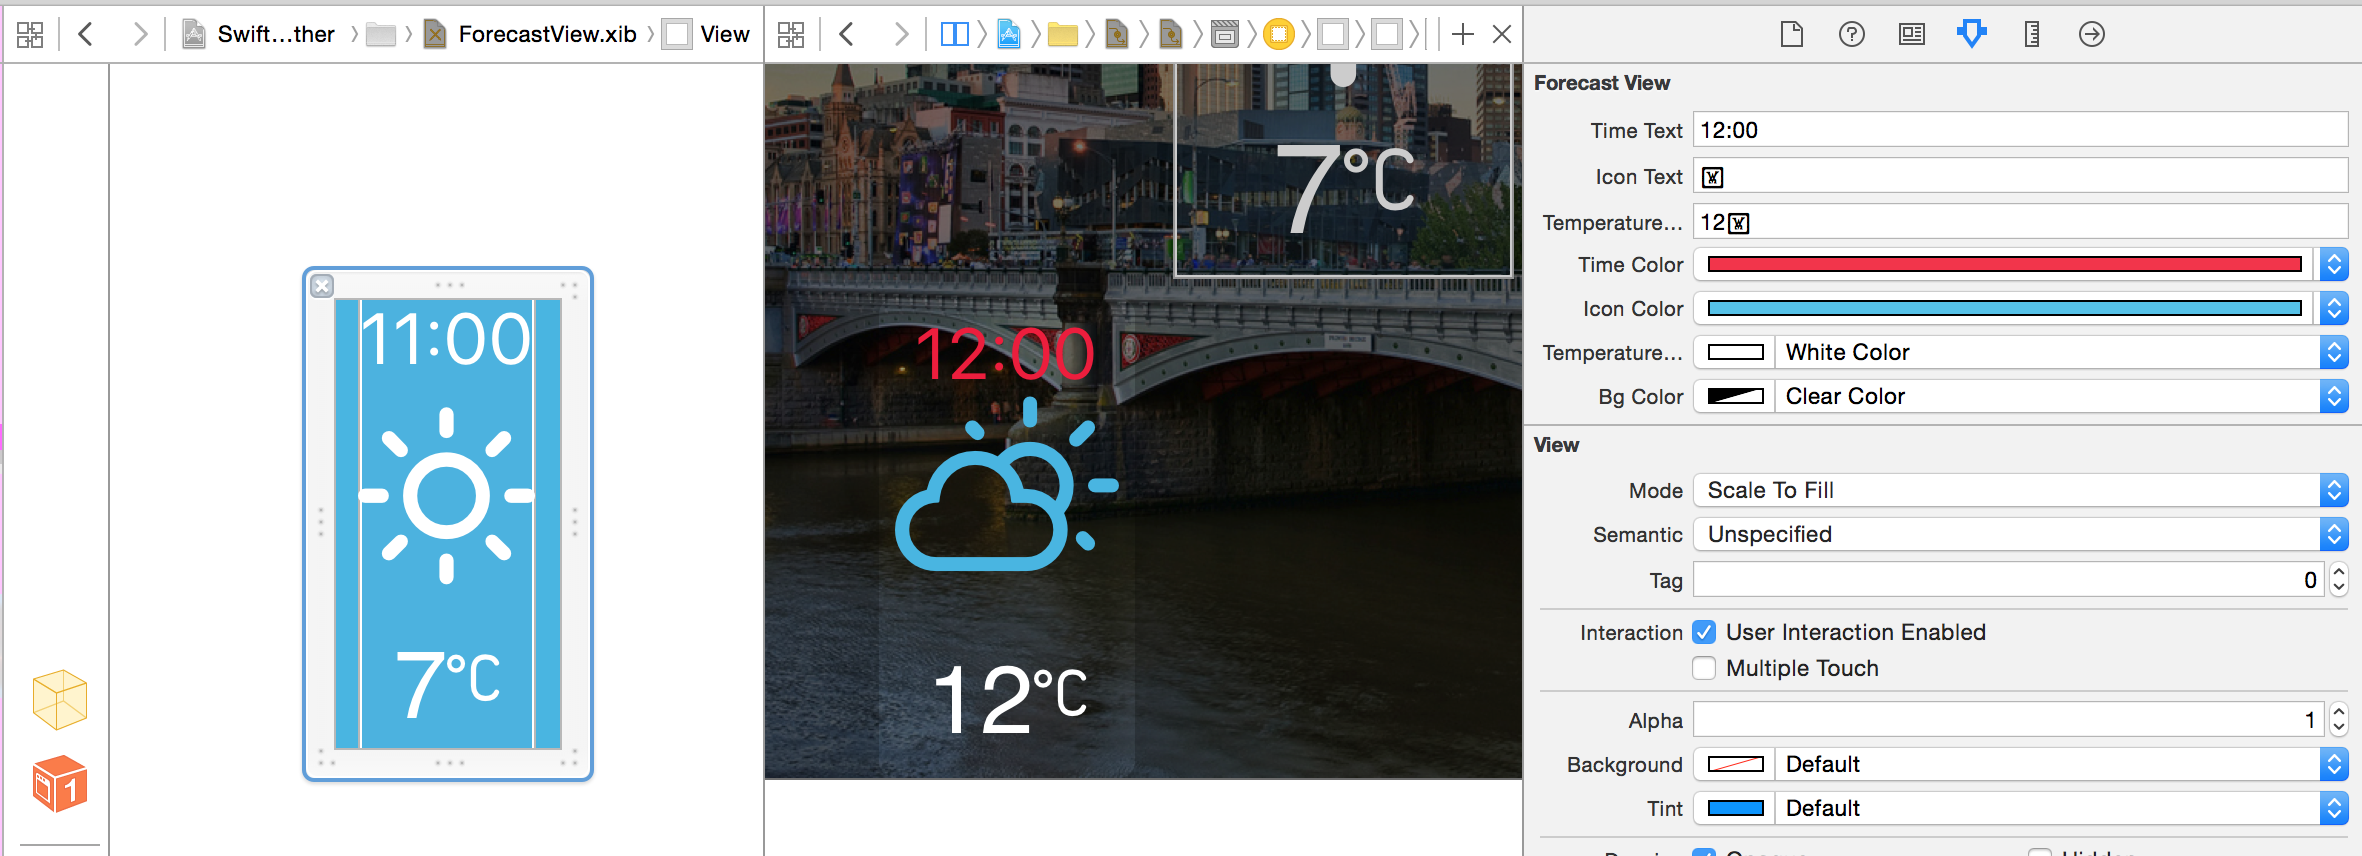 Swift...ther
ForecastView.xib
View
11:00
7°C
7°C
12:00
12°C
1
Forecast View
Time Text 12:00
Icon Text
Temperature... 12
Time Color
Icon Color
Temperature... White Color
Bg Color Clear Color
View
Mode Scale To Fill
Semantic Unspecified
Tag 0
Interaction User Interaction Enabled
Multiple Touch
Alpha 1
Background Default
Tint Default